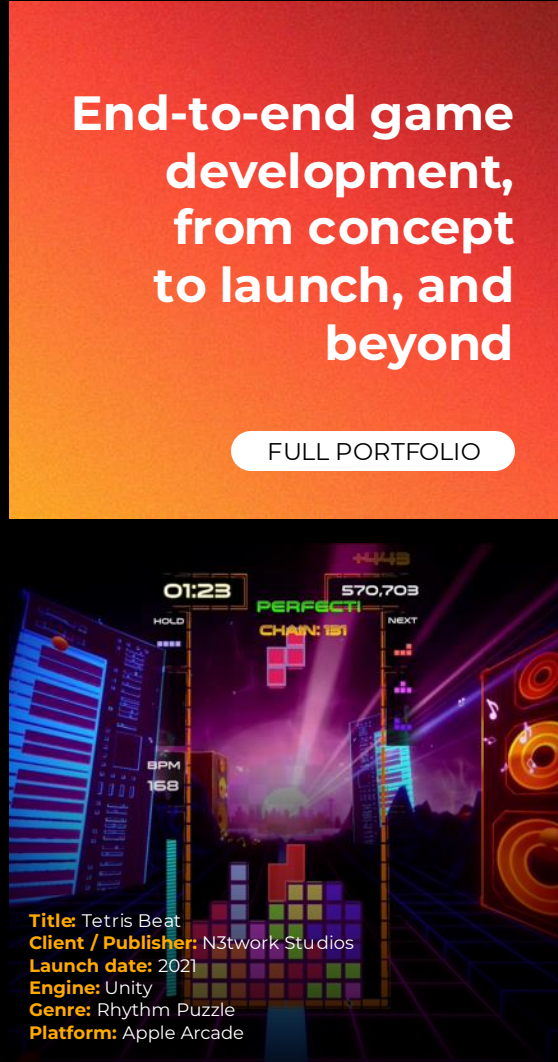 End-to-end game
development,
from concept
to launch, and
beyond
FULL PORTFOLIO
+443
01:23
570,703
PERFECT!
HOLD
NEXT
CHAIN: 151
BPM
168
Title: Tetris Beat
Client / Publisher: N3twork Studios
Launch date: 2021
Engine: Unity
Genre: Rhythm Puzzle
Platform: Apple Arcade